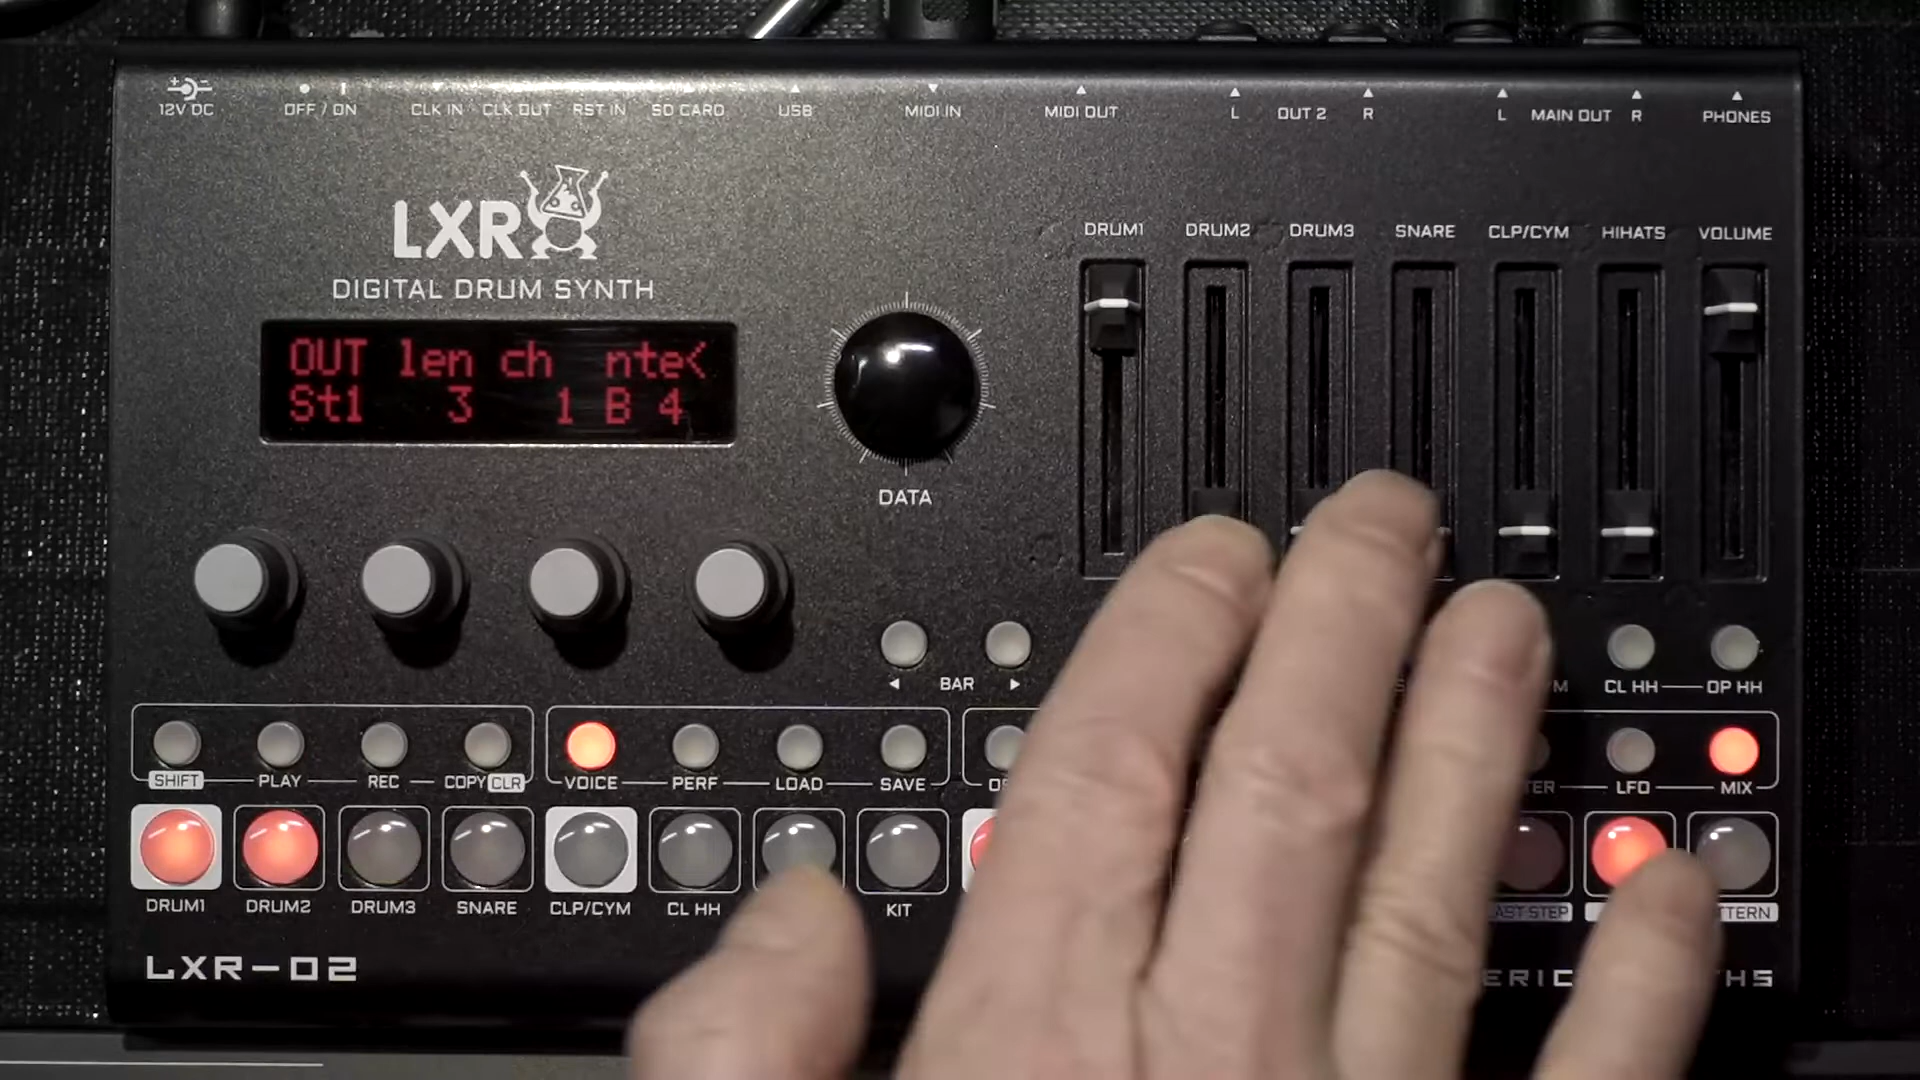 12V DC OFF / ON CLK IN CLK OUT RST IN SD CARD USB MIDI IN MIDI OUT L OUT 2 R L MAIN OUT R PHONES
LXR
DIGITAL DRUM SYNTH
DRUM1 DRUM2 DRUM3 SNARE CLP/CYM HIHATS VOLUME
OUT len ch nte<
St1 3 1 B 4
DATA
◄ BAR ►
CL HH OP HH
SHIFT PLAY REC COPY CLR VOICE PERF LOAD SAVE LFO MIX
DRUM1 DRUM2 DRUM3 SNARE CLP/CYM CL HH KIT
LXR-02